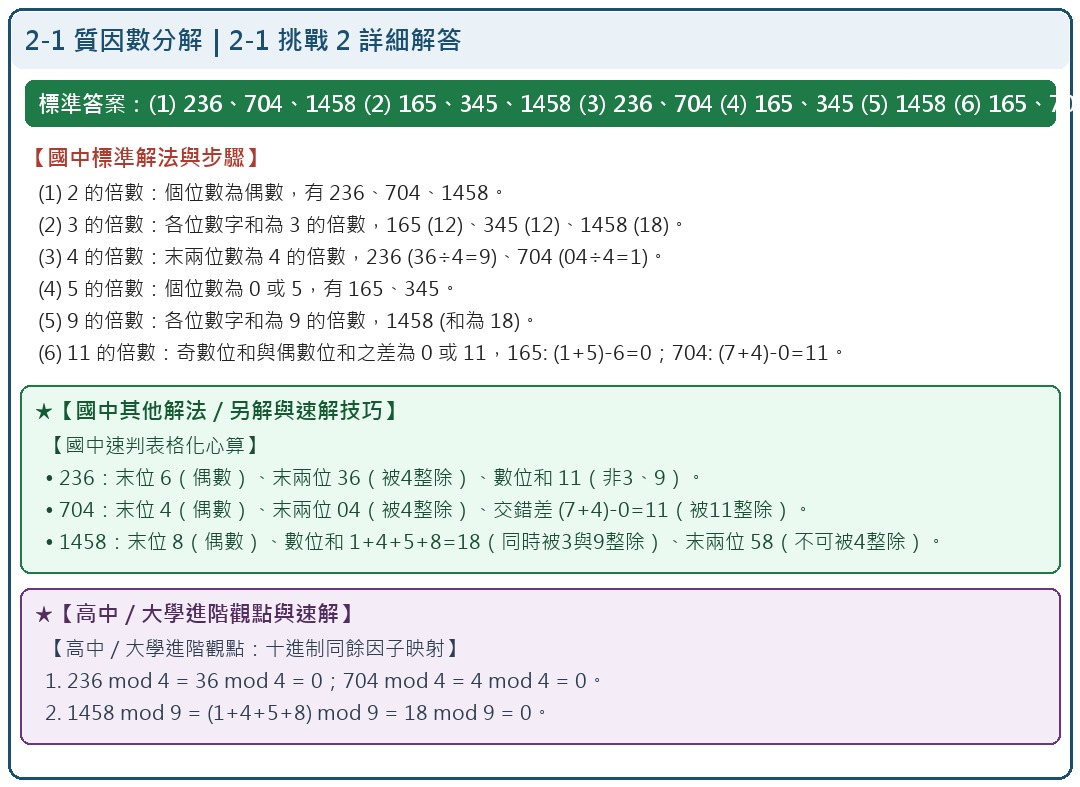 2-1 質因數分解 | 2-1 挑戰 2 詳細解答
標準答案：(1) 236、704、1458 (2) 165、345、1458 (3) 236、704 (4) 165、345 (5) 1458 (6) 165、70
【國中標準解法與步驟】
(1) 2 的倍數：個位數為偶數，有 236、704、1458。
(2) 3 的倍數：各位數字和為 3 的倍數，165 (12)、345 (12)、1458 (18)。
(3) 4 的倍數：末兩位數為 4 的倍數，236 (36÷4=9)、704 (04÷4=1)。
(4) 5 的倍數：個位數為 0 或 5，有 165、345。
(5) 9 的倍數：各位數字和為 9 的倍數，1458 (和為 18)。
(6) 11 的倍數：奇數位和與偶數位和之差為 0 或 11，165: (1+5)-6=0；704: (7+4)-0=11。
★【國中其他解法 / 另解與速解技巧】
【國中速判表格化心算】
• 236：末位 6（偶數）、末兩位 36（被4整除）、數位和 11（非3、9）。
• 704：末位 4（偶數）、末兩位 04（被4整除）、交錯差 (7+4)-0=11（被11整除）。
• 1458：末位 8（偶數）、數位和 1+4+5+8=18（同時被3與9整除）、末兩位 58（不可被4整除）。
★【高中 / 大學進階觀點與速解】
【高中 / 大學進階觀點：十進制同餘因子映射】
1. 236 mod 4 = 36 mod 4 = 0；704 mod 4 = 4 mod 4 = 0。
2. 1458 mod 9 = (1+4+5+8) mod 9 = 18 mod 9 = 0。